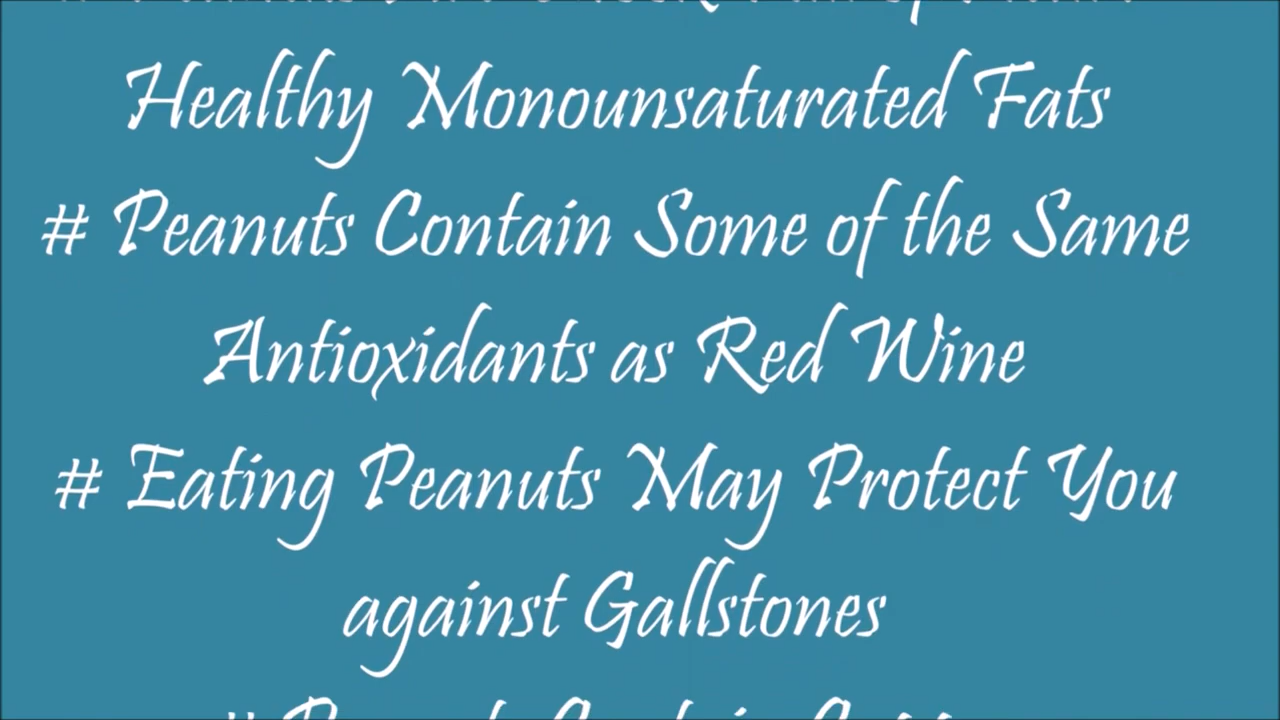 Healthy Monounsaturated Fats
# Peanuts Contain Some of the Same
Antioxidants as Red Wine
# Eating Peanuts May Protect You
against Gallstones